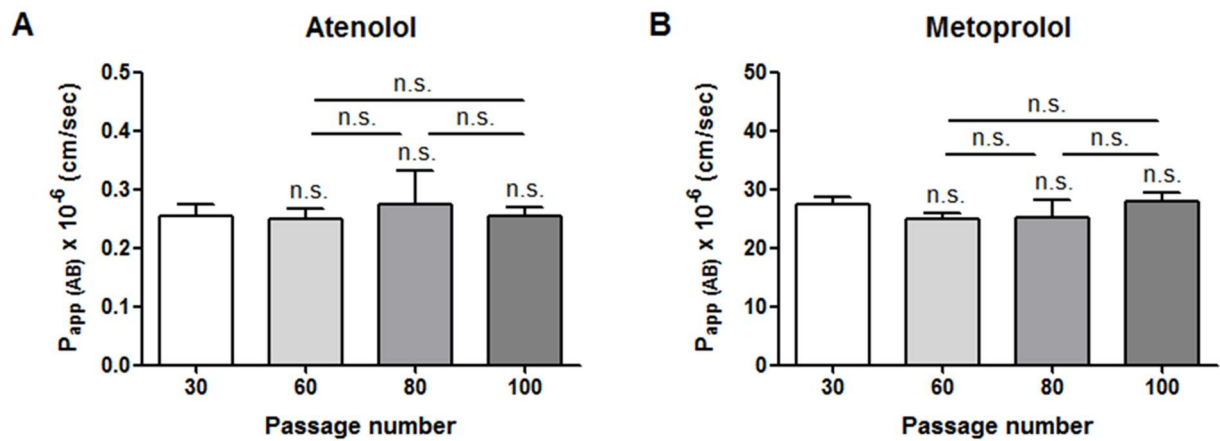 A
Atenolol
P app (AB) x 10-6 (cm/sec)
0.5
0.4
0.3
0.2
0.1
0.0
n.s.
n.s. n.s.
n.s. n.s. n.s.
30 60 80 100
Passage number
B
Metoprolol
P app (AB) x 10-6 (cm/sec)
50
40
30
20
10
0
n.s.
n.s. n.s.
n.s. n.s. n.s.
30 60 80 100
Passage number